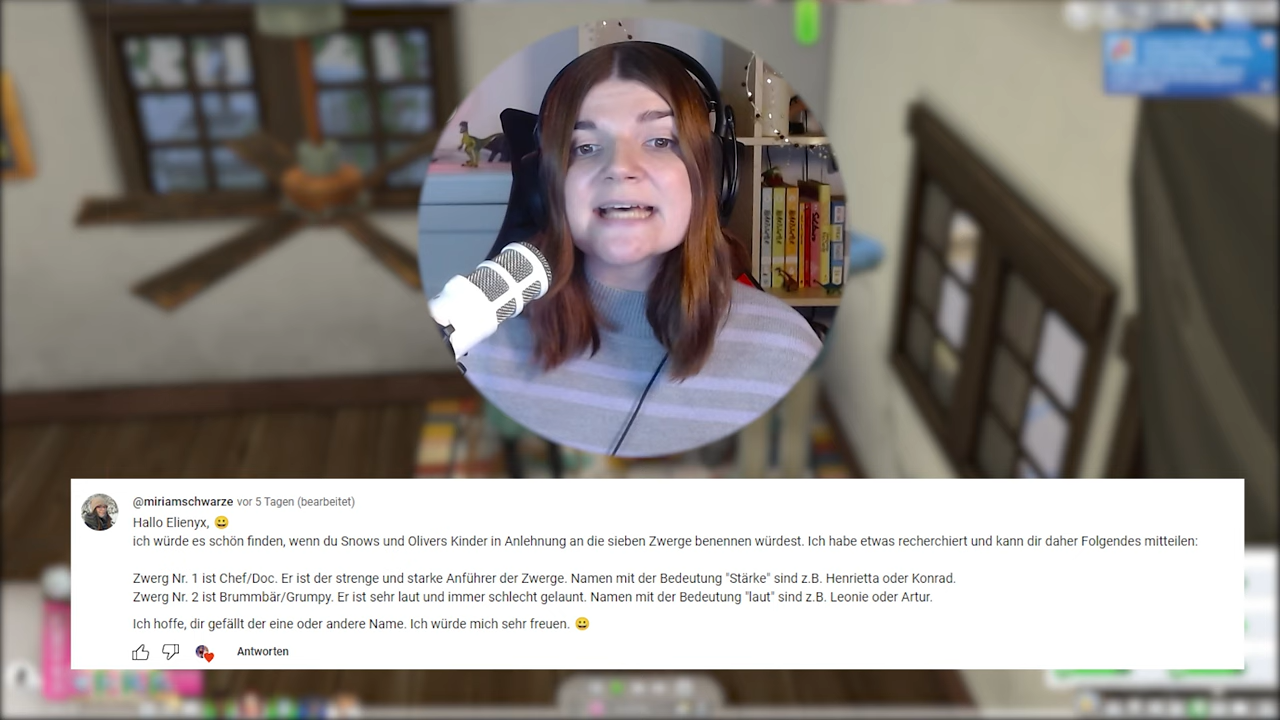 @miriamschwarze vor 5 Tagen (bearbeitet)
Hallo Elienyx, 😀
ich würde es schön finden, wenn du Snows und Olivers Kinder in Anlehnung an die sieben Zwerge benennen würdest. Ich habe etwas recherchiert und kann dir daher Folgendes mitteilen:
Zwerg Nr. 1 ist Chef/Doc. Er ist der strenge und starke Anführer der Zwerge. Namen mit der Bedeutung "Stärke" sind z.B. Henrietta oder Konrad.
Zwerg Nr. 2 ist Brummbär/Grumpy. Er ist sehr laut und immer schlecht gelaunt. Namen mit der Bedeutung "laut" sind z.B. Leonie oder Artur.
Ich hoffe, dir gefällt der eine oder andere Name. Ich würde mich sehr freuen. 😀
Antworten